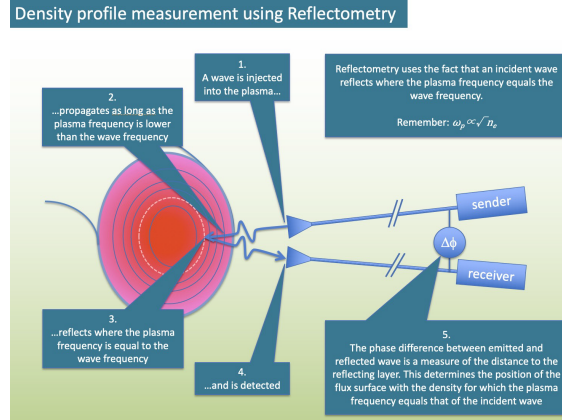 Density profile measurement using Reflectometry
1.
A wave is injected
into the plasma…
Reflectometry uses the fact that an incident wave
reflects where the plasma frequency equals the
wave frequency.
Remember: ωp ∝ √ne
2.
…propagates as long as the
plasma frequency is lower
than the wave frequency
sender
Δϕ
receiver
3.
…reflects where the plasma
frequency is equal to the
wave frequency
4.
…and is detected
5.
The phase difference between emitted and
reflected wave is a measure of the distance to the
reflecting layer. This determines the position of the
flux surface with the density for which the plasma
frequency equals that of the incident wave